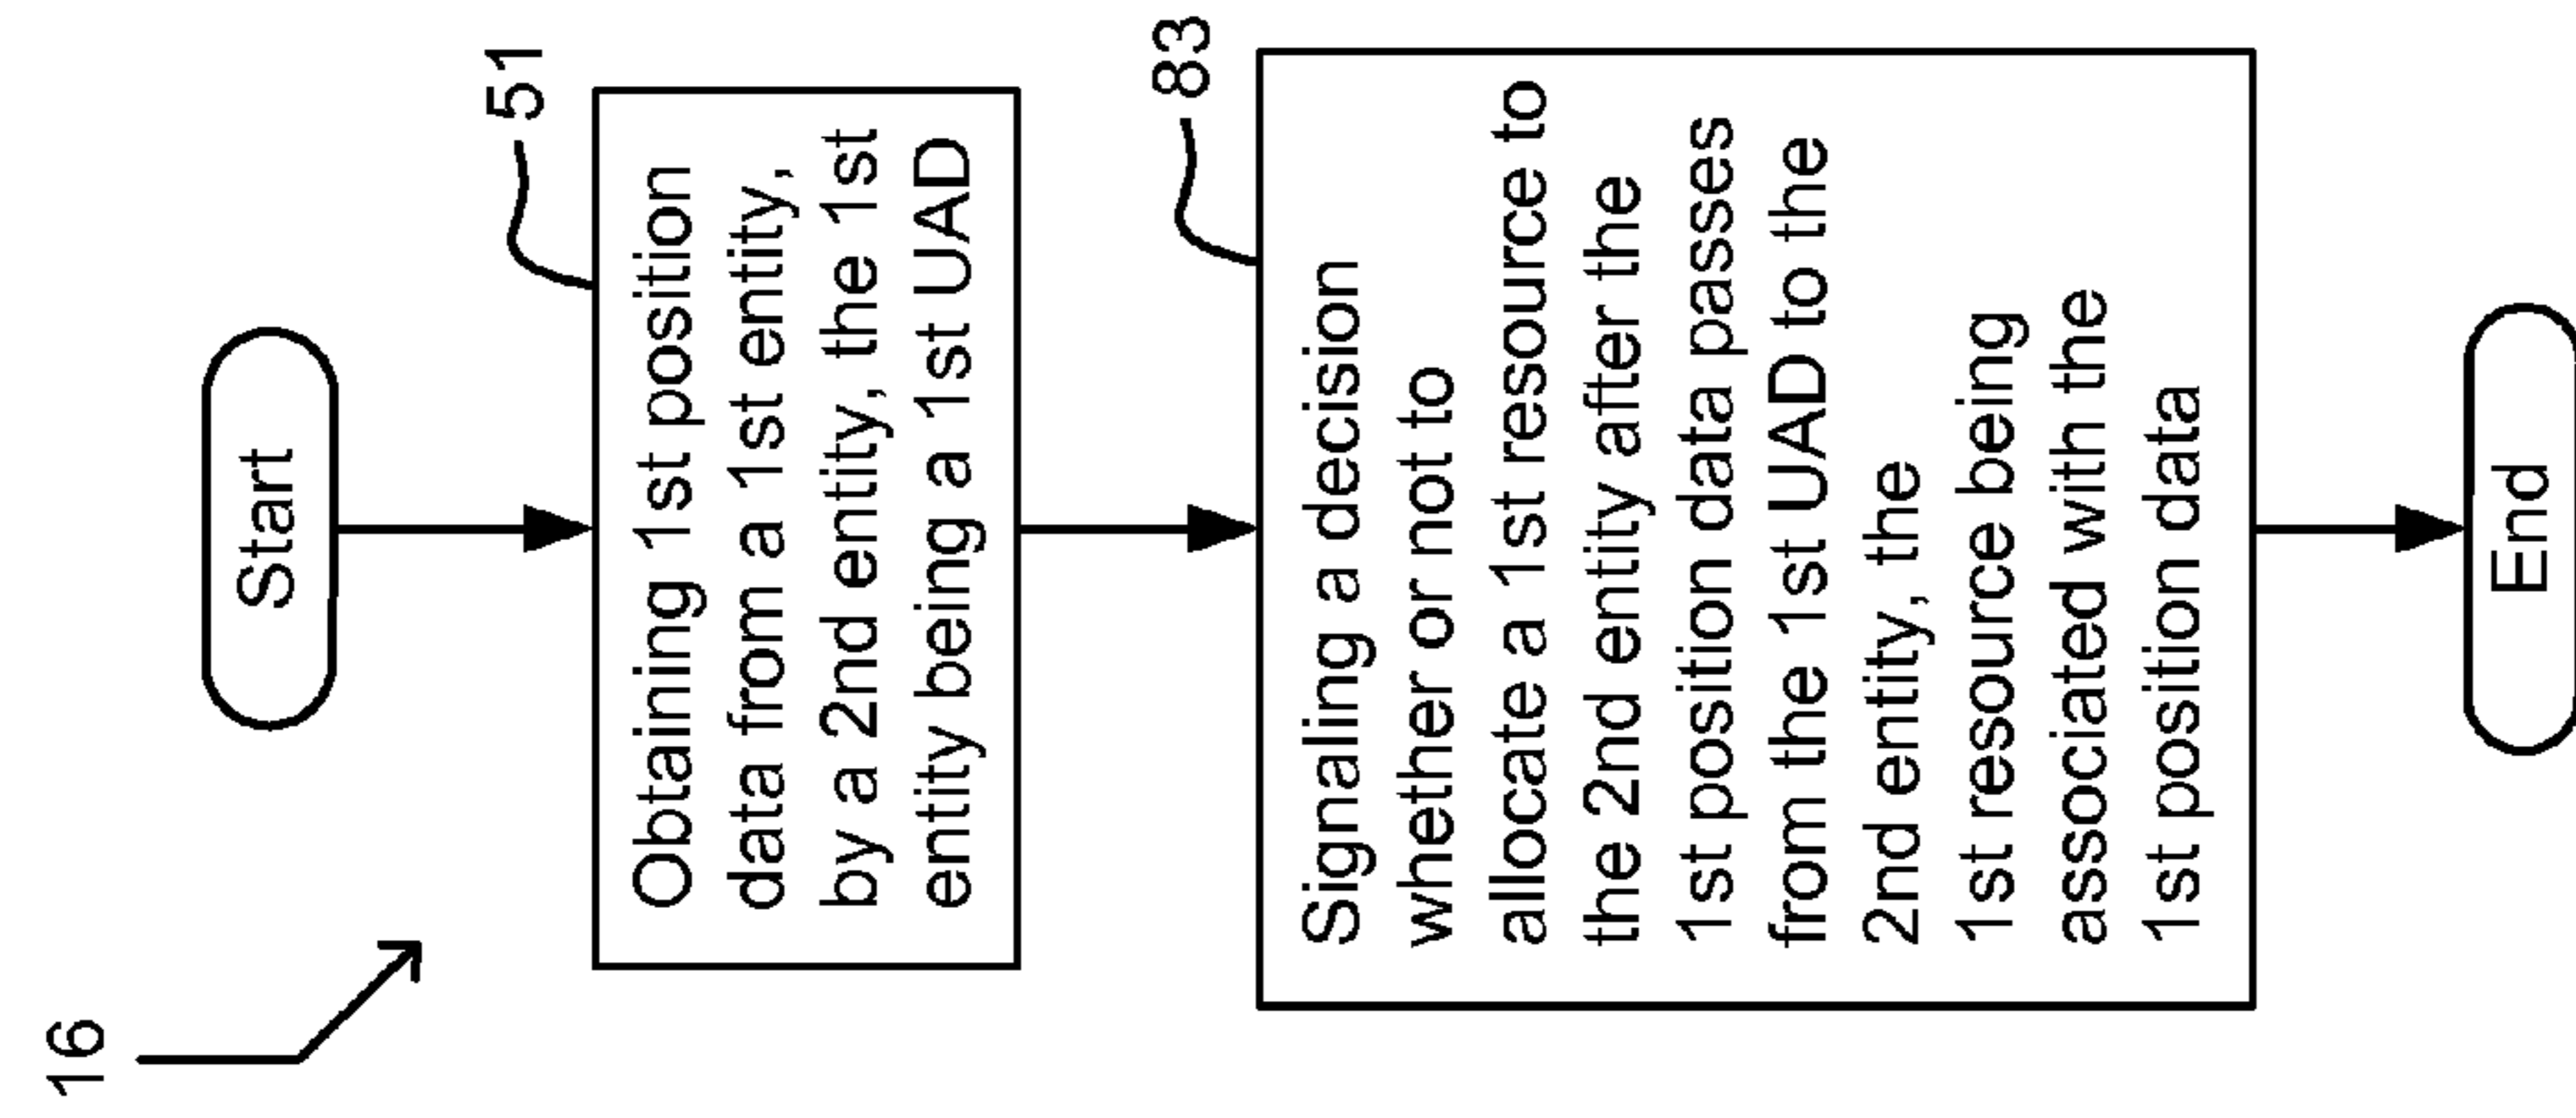 16
Start
51
Obtaining 1st position
data from a 1st entity,
by a 2nd entity, the 1st
entity being a 1st UAD
83
Signaling a decision
whether or not to
allocate a 1st resource to
the 2nd entity after the
1st position data passes
from the 1st UAD to the
2nd entity, the
1st resource being
associated with the
1st position data
End